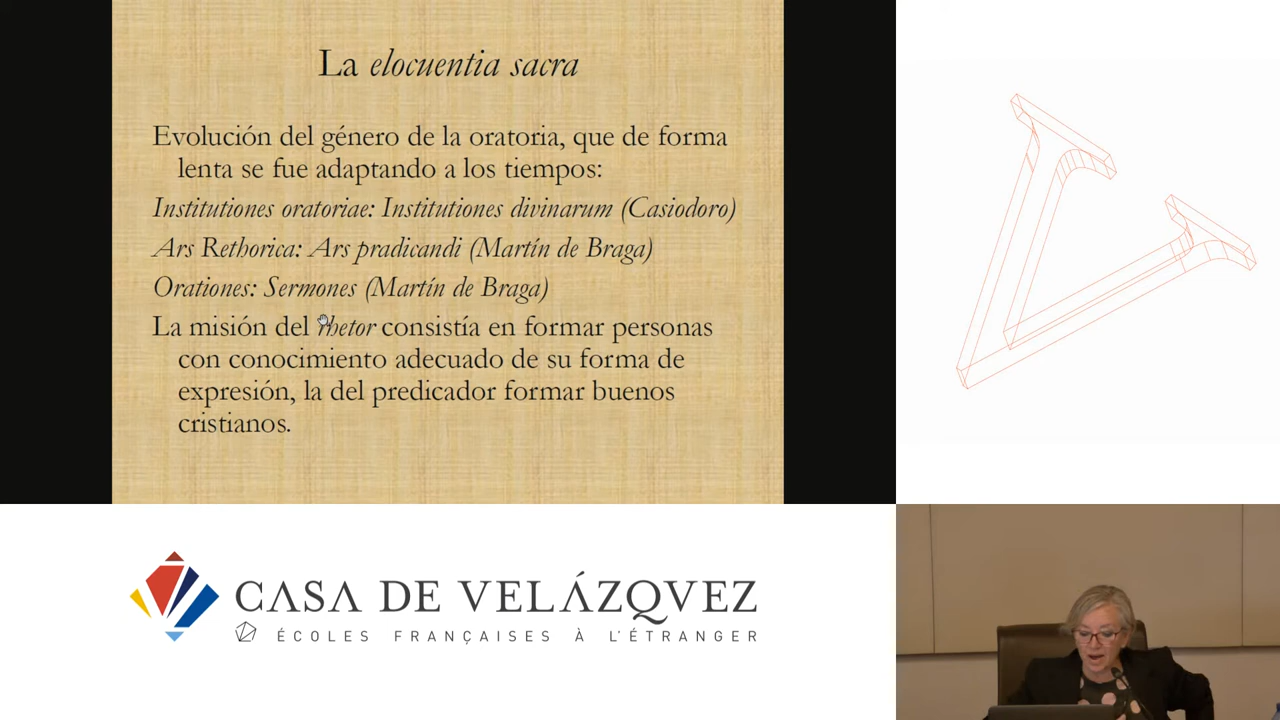 La elocuentia sacra
Evolución del género de la oratoria, que de forma
lenta se fue adaptando a los tiempos:
Institutiones oratoriae: Institutiones divinarum (Casiodoro)
Ars Rethorica: Ars pradicandi (Martín de Braga)
Orationes: Sermones (Martín de Braga)
La misión del rhetor consistía en formar personas
con conocimiento adecuado de su forma de
expresión, la del predicador formar buenos
cristianos.
CASA DE VELÁZQVEZ
ÉCOLES FRANÇAISES À L'ÉTRANGER